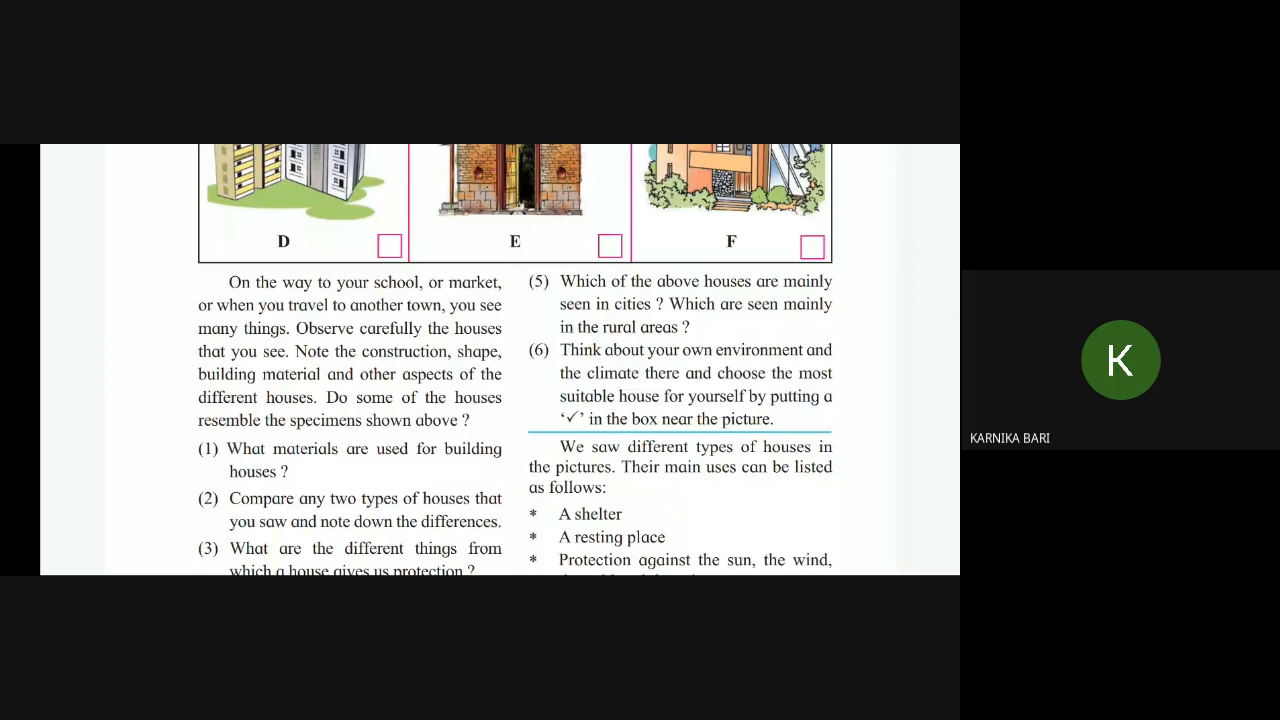 D
E
F
On the way to your school, or market,
or when you travel to another town, you see
many things. Observe carefully the houses
that you see. Note the construction, shape,
building material and other aspects of the
different houses. Do some of the houses
resemble the specimens shown above ?
(1) What materials are used for building
houses ?
(2) Compare any two types of houses that
you saw and note down the differences.
(3) What are the different things from
which a house gives us protection ?
(5) Which of the above houses are mainly
seen in cities ? Which are seen mainly
in the rural areas ?
(6) Think about your own environment and
the climate there and choose the most
suitable house for yourself by putting a
‘✓’ in the box near the picture.
We saw different types of houses in
the pictures. Their main uses can be listed
as follows:
* A shelter
* A resting place
* Protection against the sun, the wind,
K
KARNIKA BARI